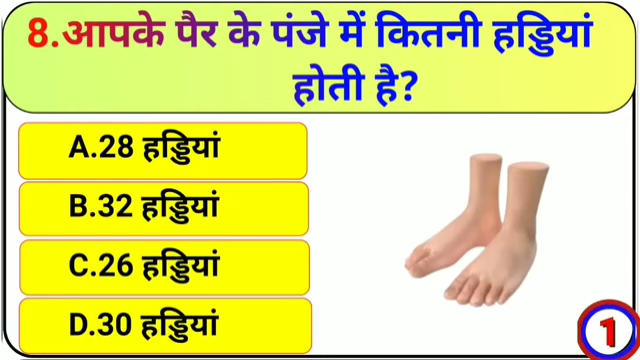 8.आपके पैर के पंजे में कितनी हड्डियां
होती है?
A.28 हड्डियां
B.32 हड्डियां
C.26 हड्डियां
D.30 हड्डियां
1